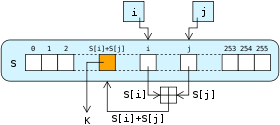 i j
0 1 2 S[i]+S[j] i j 253 254 255
S
S[i] S[j]
K S[i]+S[j]